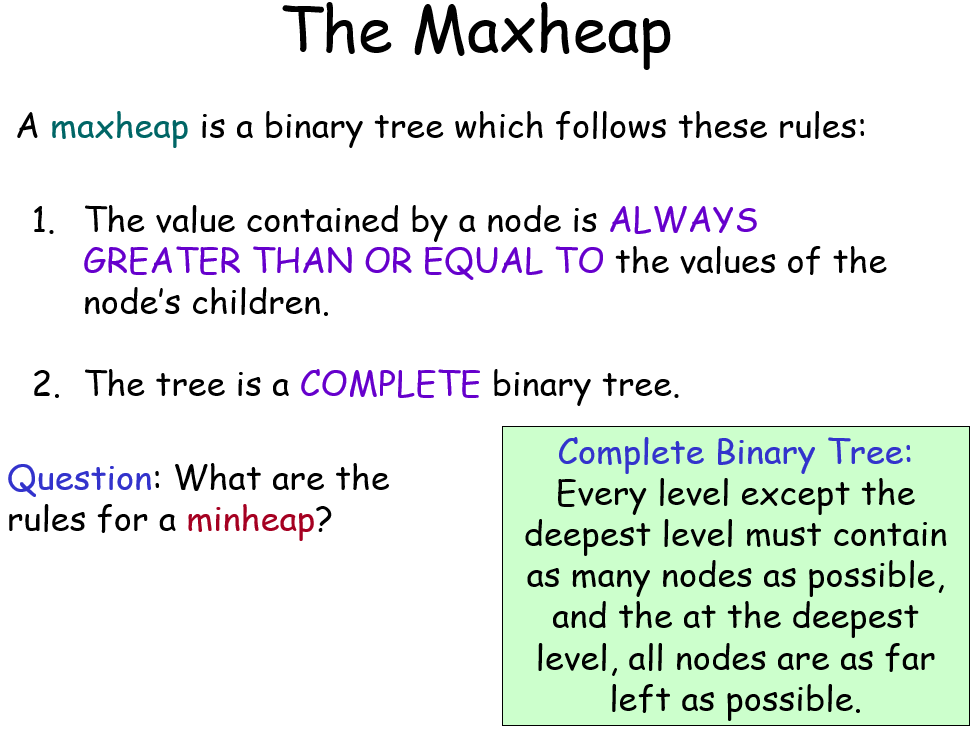 The Maxheap
A maxheap is a binary tree which follows these rules:
1. The value contained by a node is ALWAYS
GREATER THAN OR EQUAL TO the values of the
node's children.
2. The tree is a COMPLETE binary tree.
Question: What are the
rules for a minheap?
Complete Binary Tree:
Every level except the
deepest level must contain
as many nodes as possible,
and the at the deepest
level, all nodes are as far
left as possible.